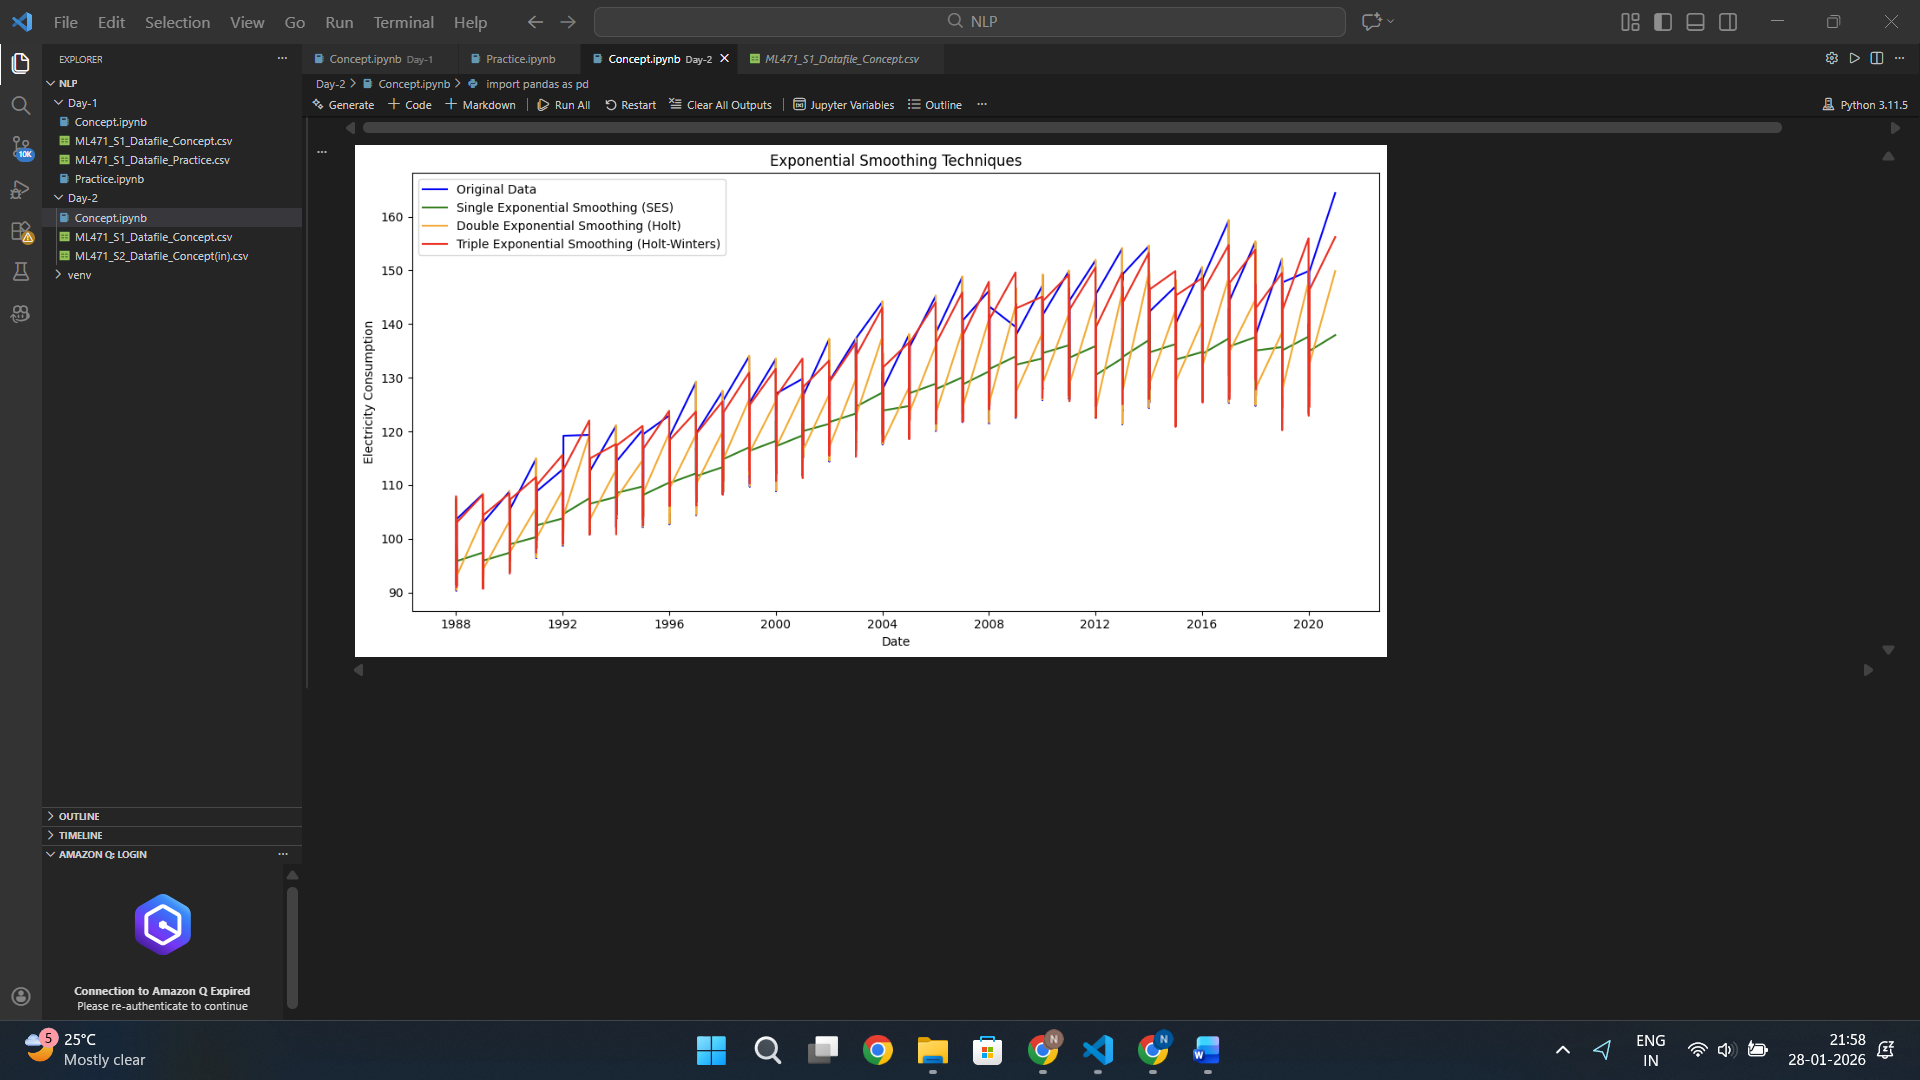 File Edit Selection View Go Run Terminal Help
NLP
EXPLORER
NLP
Day-1
Concept.ipynb
ML471_S1_Datafile_Concept.csv
ML471_S1_Datafile_Practice.csv
Practice.ipynb
Day-2
Concept.ipynb
ML471_S1_Datafile_Concept.csv
ML471_S2_Datafile_Concept(in).csv
venv
10K
OUTLINE
TIMELINE
AMAZON Q: LOGIN
Connection to Amazon Q Expired
Please re-authenticate to continue
Concept.ipynb Day-1
Practice.ipynb
Concept.ipynb Day-2
ML471_S1_Datafile_Concept.csv
Day-2 > Concept.ipynb > import pandas as pd
Generate + Code + Markdown Run All Restart Clear All Outputs Jupyter Variables Outline ...
Python 3.11.5
Exponential Smoothing Techniques
Original Data
Single Exponential Smoothing (SES)
Double Exponential Smoothing (Holt)
Triple Exponential Smoothing (Holt-Winters)
Electricity Consumption
160
150
140
130
120
110
100
90
1988 1992 1996 2000 2004 2008 2012 2016 2020
Date
5
25°C
Mostly clear
N
N
W
ENG
IN
21:58
28-01-2026